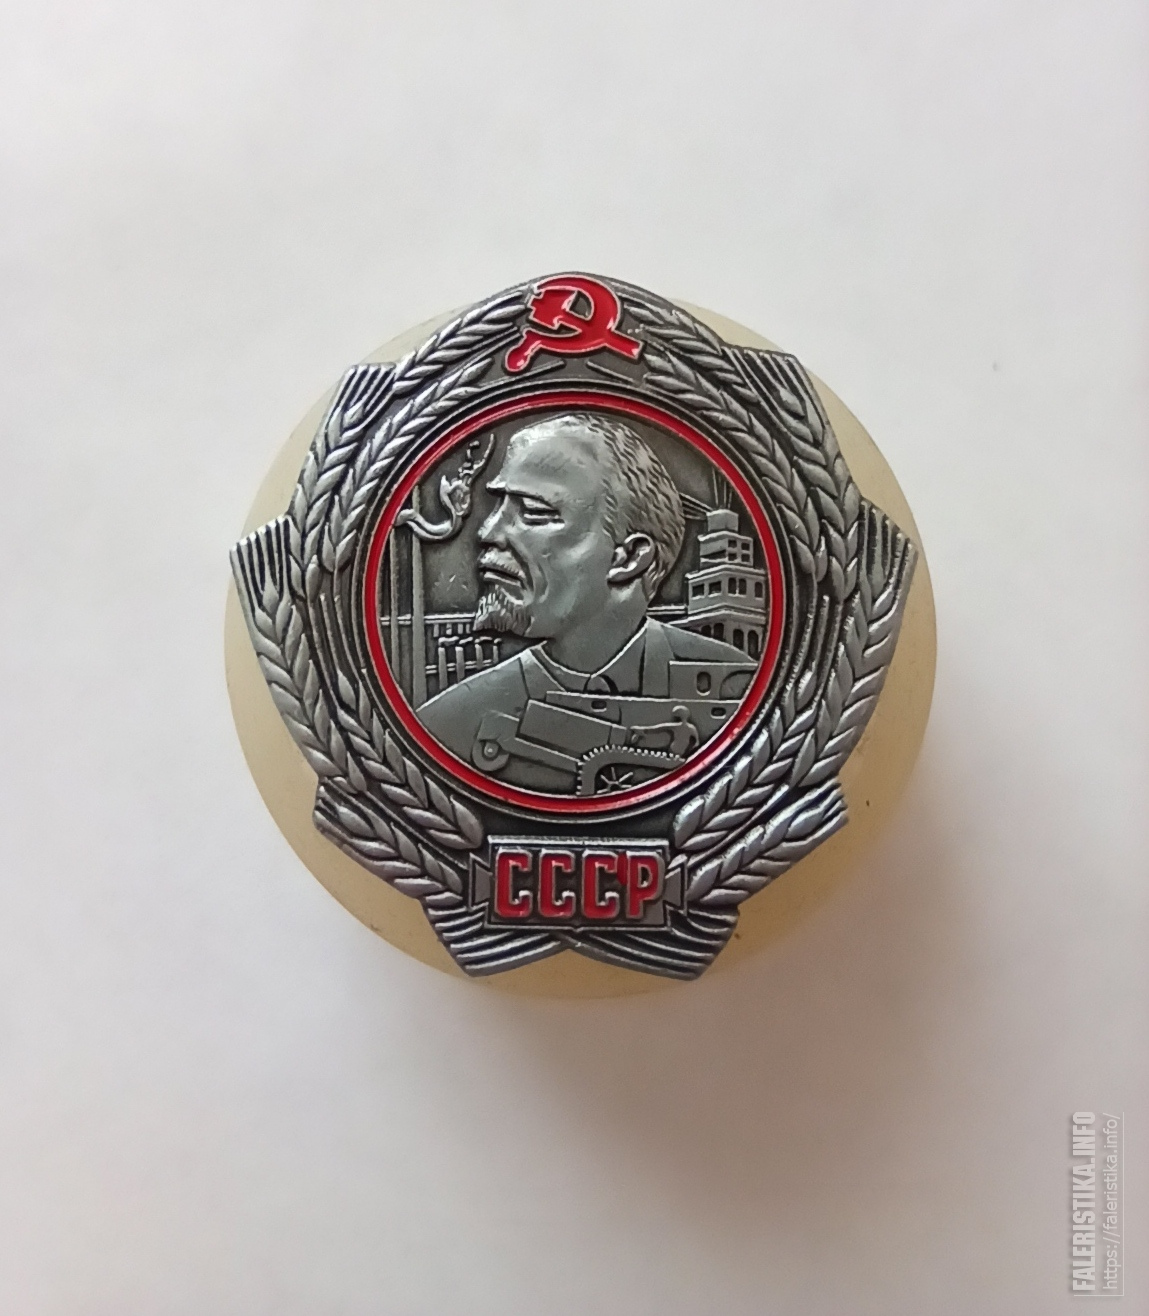 СССР
FALERISTIKA.INFO
https://faleristika.info/